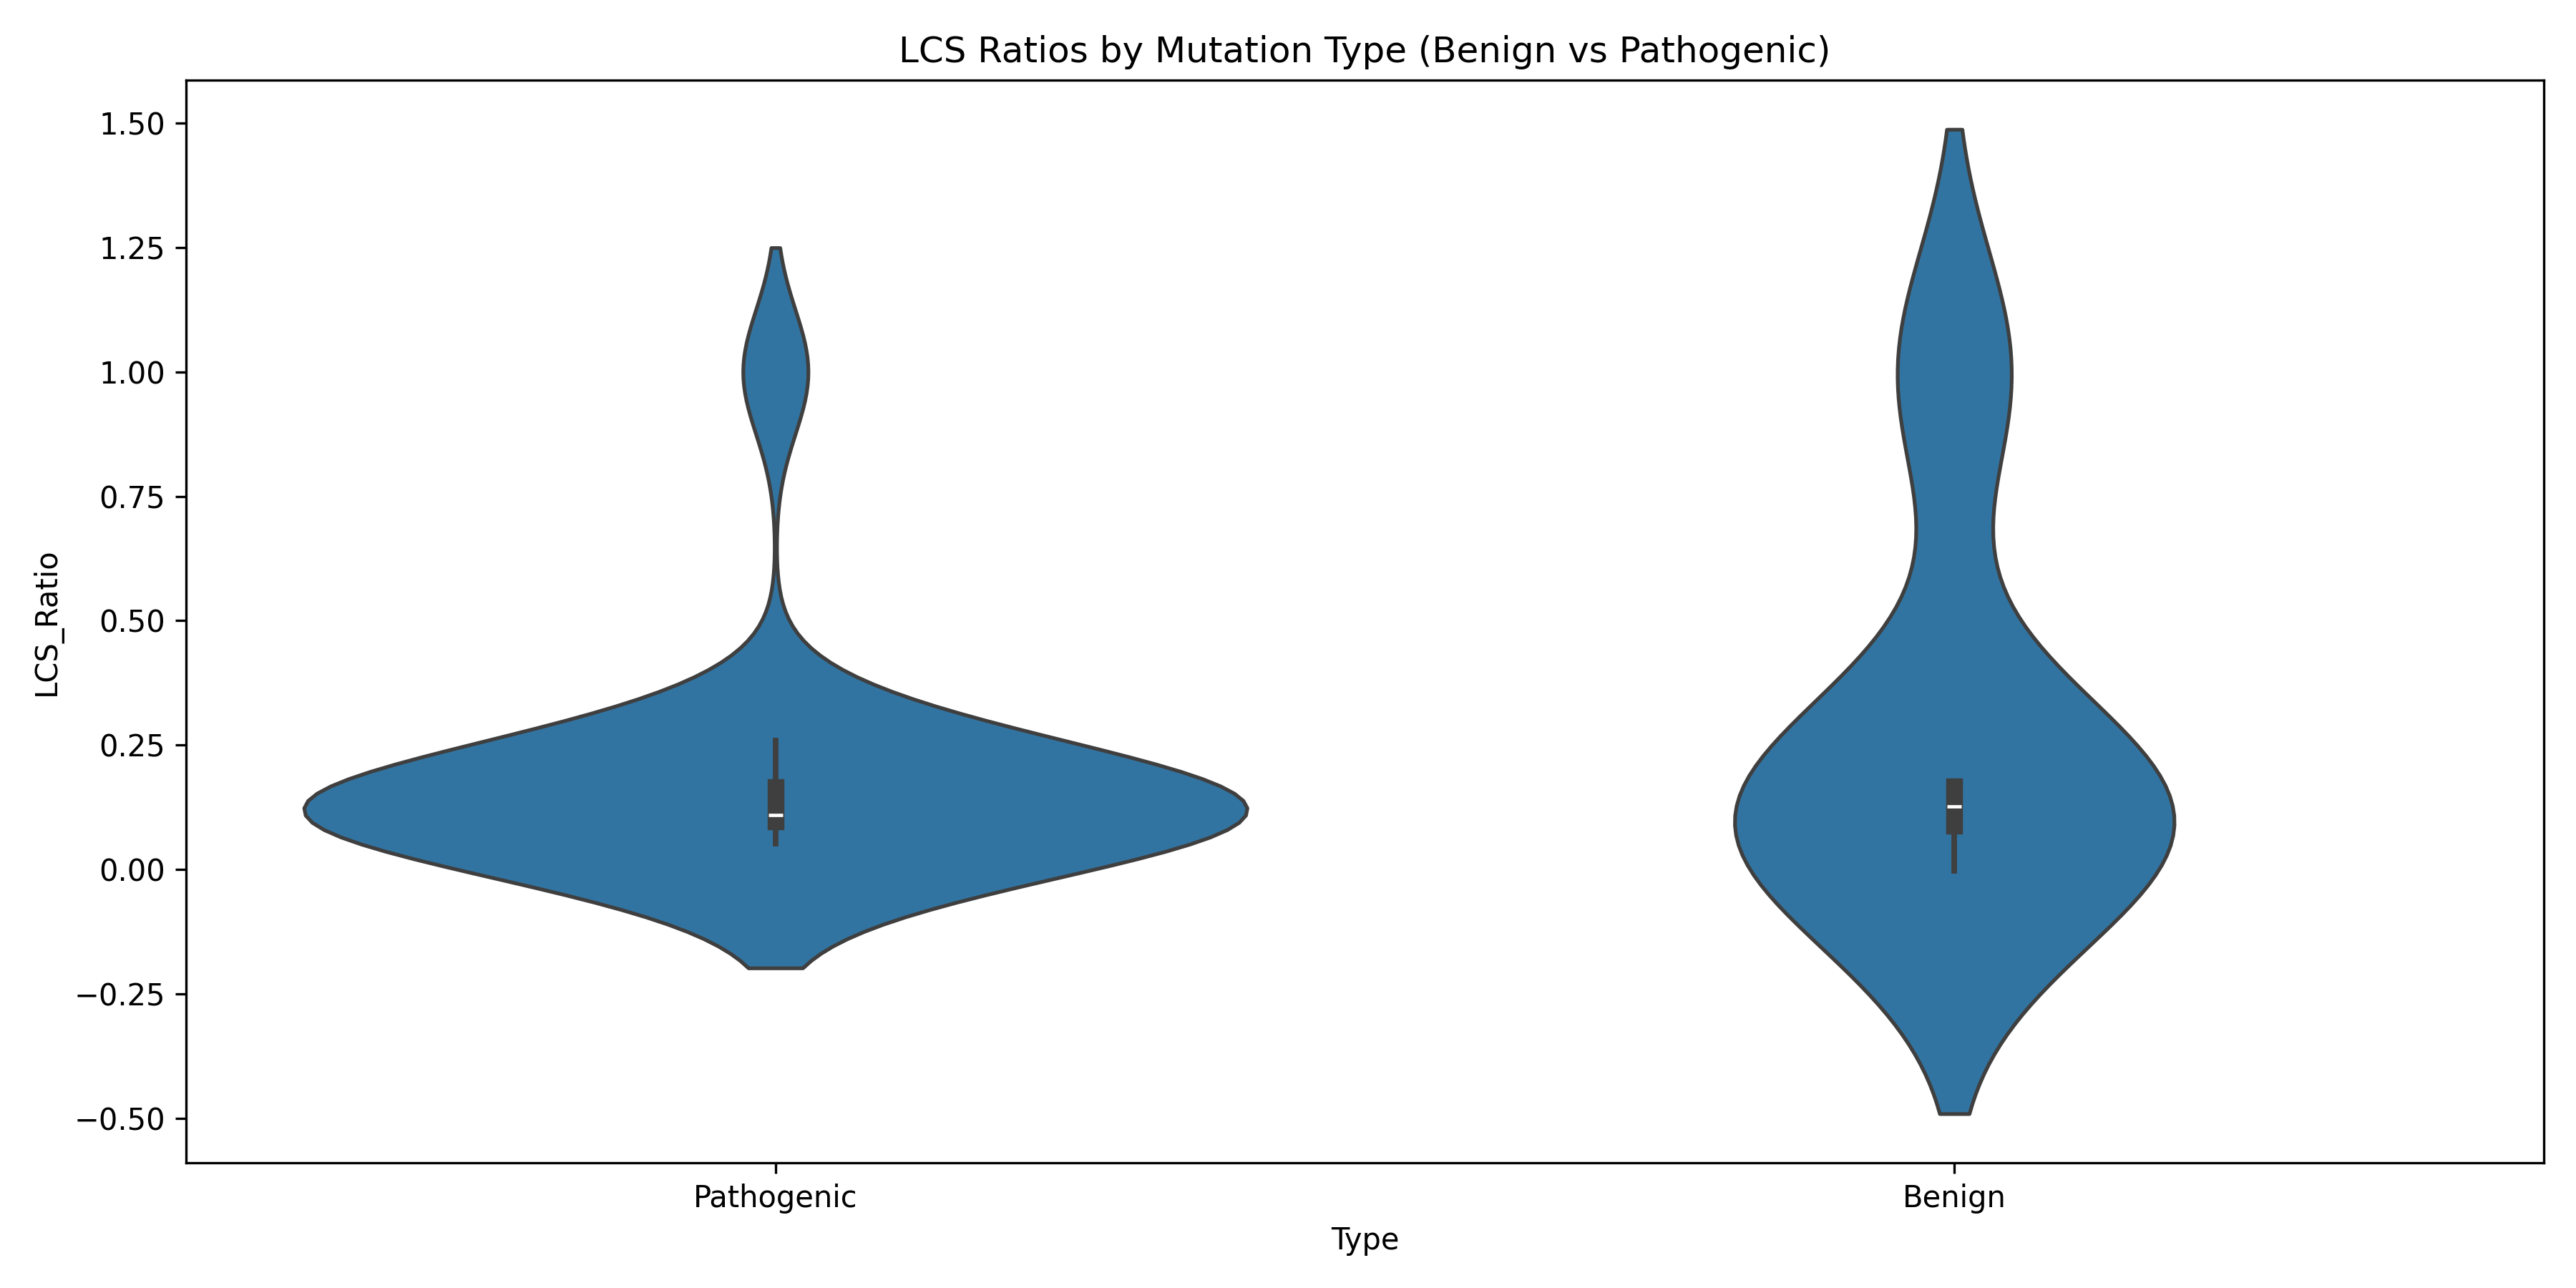 LCS Ratios by Mutation Type (Benign vs Pathogenic)
1.50
1.25
1.00
0.75
0.50
0.25
0.00
−0.25
−0.50
LCS_Ratio
Pathogenic
Benign
Type